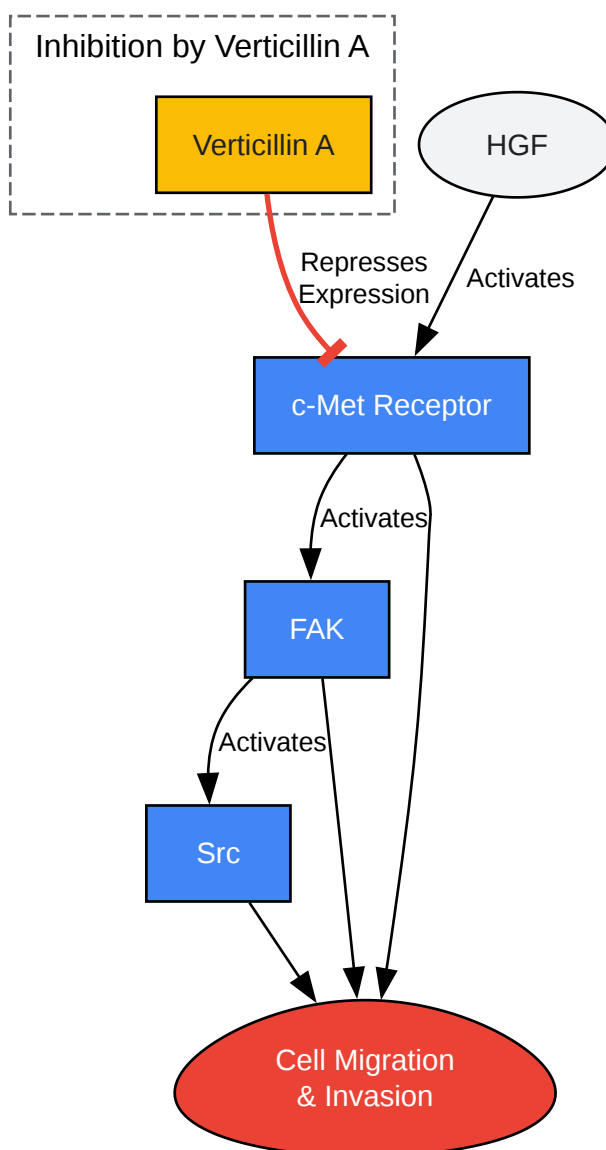 Inhibition by Verticillin A
Verticillin A
HGF
Represses
Expression
Activates
c-Met Receptor
Activates
FAK
Activates
Src
Cell Migration
& Invasion